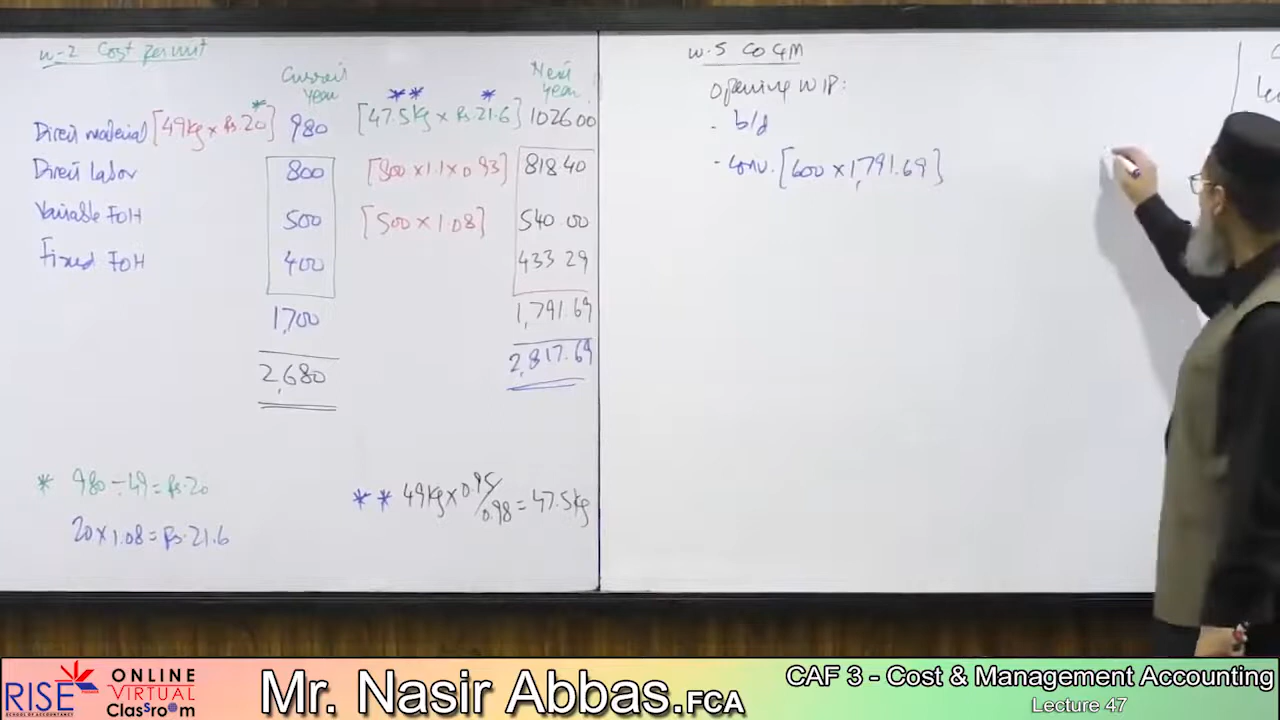 w-2 Cost per unit
Current year
Next year
Direct material [49kg x Rs.20*] 980 [47.5kg** x Rs.21.6*] 1026.00
Direct labor 800 [800 x 1.1 x 0.93] 818.40
Variable FOH 500 [500 x 1.08] 540.00
Fixed FOH 400 433.29
1,700 1,791.69
2,680 2,817.69
* 980 ÷ 49 = Rs.20
20 x 1.08 = Rs.21.6
** 49kg x 0.95/0.98 = 47.5kg
w.5 CoGM
Opening WIP:
- b/d
- conv. [600 x 1,791.69]
RISE
SCHOOL OF ACCOUNTANCY
ONLINE
VIRTUAL
Classroom
Mr. Nasir Abbas.FCA
CAF 3 - Cost & Management Accounting
Lecture 47